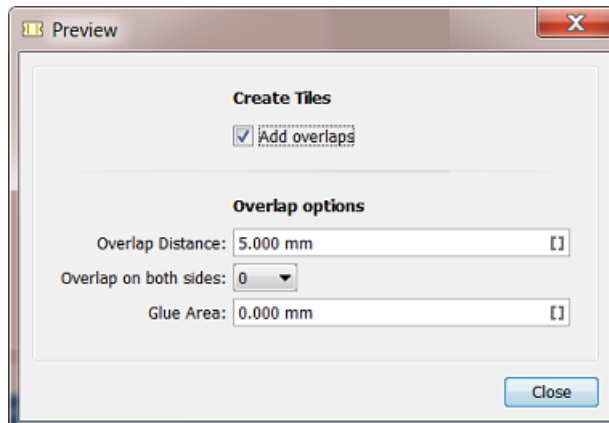 Preview
Create Tiles
Add overlaps
Overlap options
Overlap Distance: 5.000 mm
Overlap on both sides: 0
Glue Area: 0.000 mm
Close